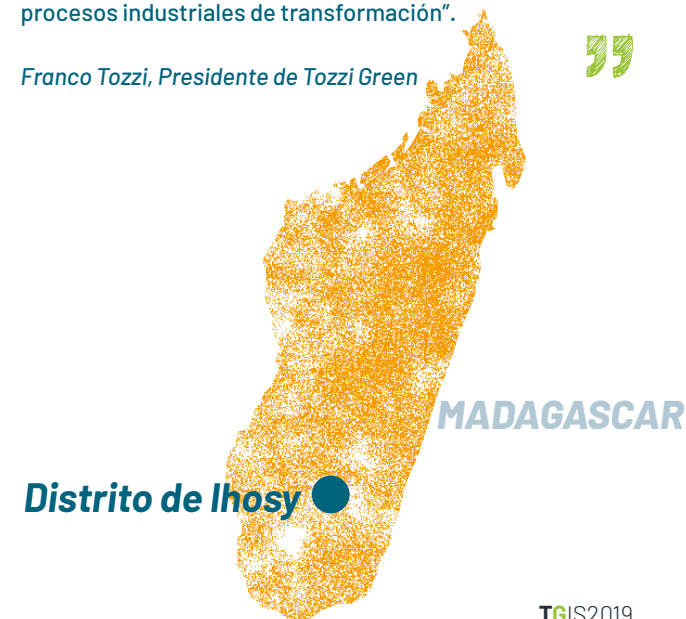 procesos industriales de transformación”.
Franco Tozzi, Presidente de Tozzi Green
”
MADAGASCAR
Distrito de Ihosy
TGIS2019